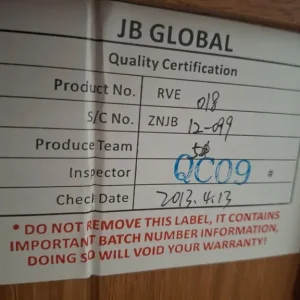 JB GLOBAL
Quality Certification
Product No. RVE 018
S/C No. ZNJB 12-099
Produce Team
Inspector QC09 #
Check Date 2013.4.13
* DO NOT REMOVE THIS LABEL, IT CONTAINS
IMPORTANT BATCH NUMBER INFORMATION,
DOING SO WILL VOID YOUR WARRANTY!